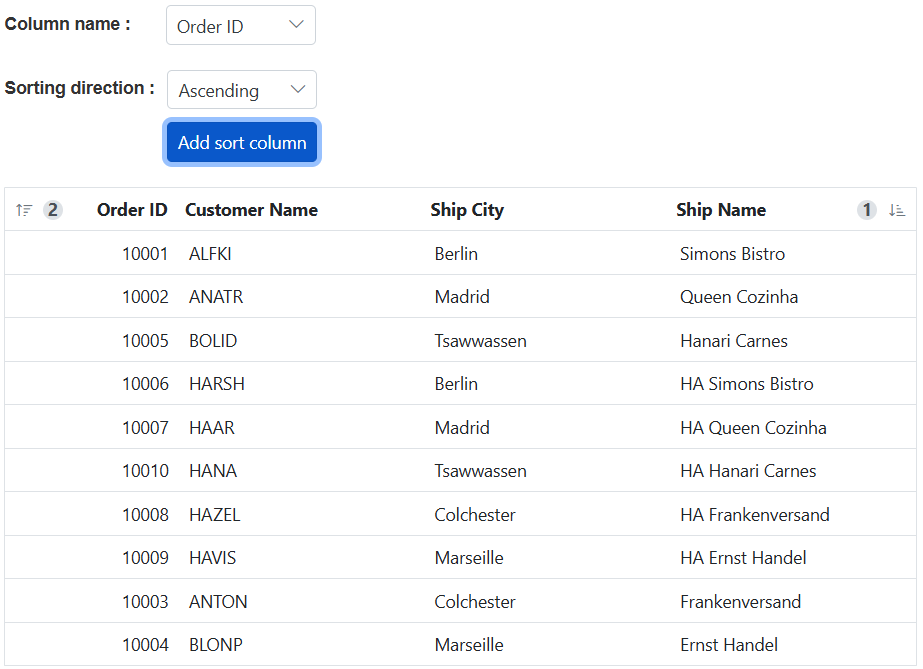 Column name : Order ID
Sorting direction : Ascending
Add sort column
2 Order ID Customer Name Ship City Ship Name 1
10001 ALFKI Berlin Simons Bistro
10002 ANATR Madrid Queen Cozinha
10005 BOLID Tsawwassen Hanari Carnes
10006 HARSH Berlin HA Simons Bistro
10007 HAAR Madrid HA Queen Cozinha
10010 HANA Tsawwassen HA Hanari Carnes
10008 HAZEL Colchester HA Frankenversand
10009 HAVIS Marseille HA Ernst Handel
10003 ANTON Colchester Frankenversand
10004 BLONP Marseille Ernst Handel